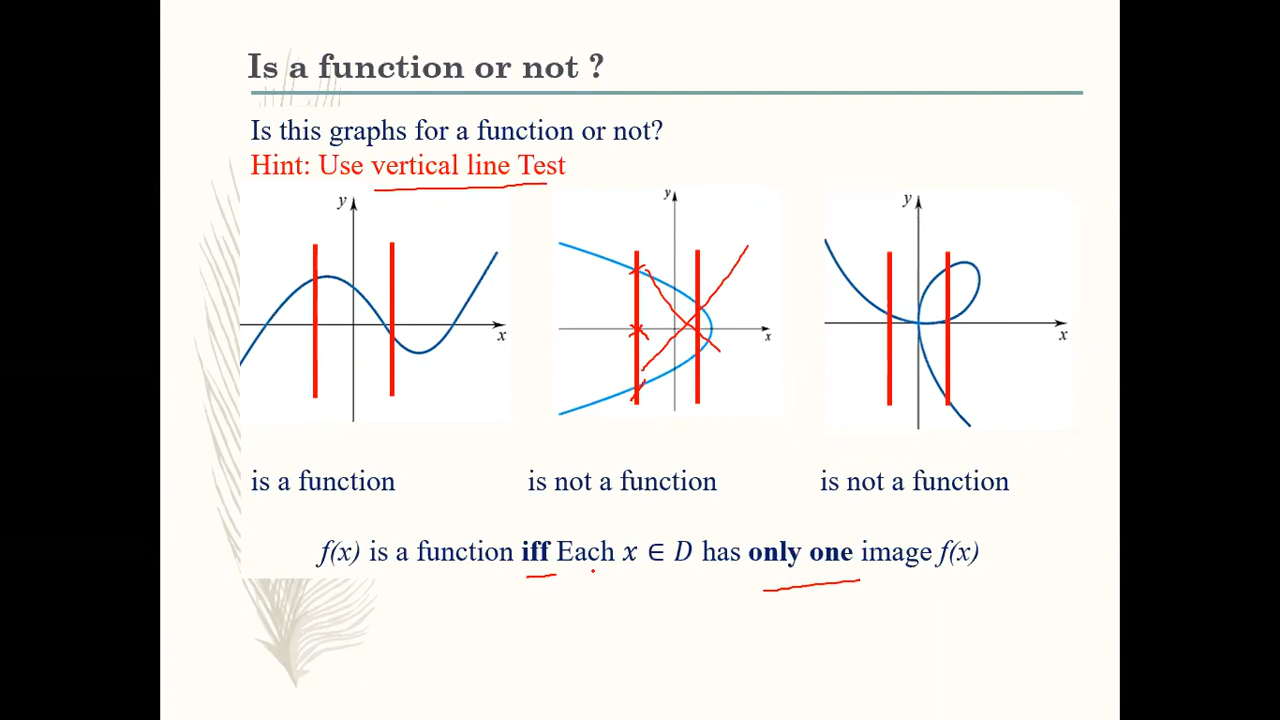 Is a function or not ?
Is this graphs for a function or not?
Hint: Use vertical line Test
y
y
y
x
x
x
is a function
is not a function
is not a function
f(x) is a function iff Each x ∈ D has only one image f(x)